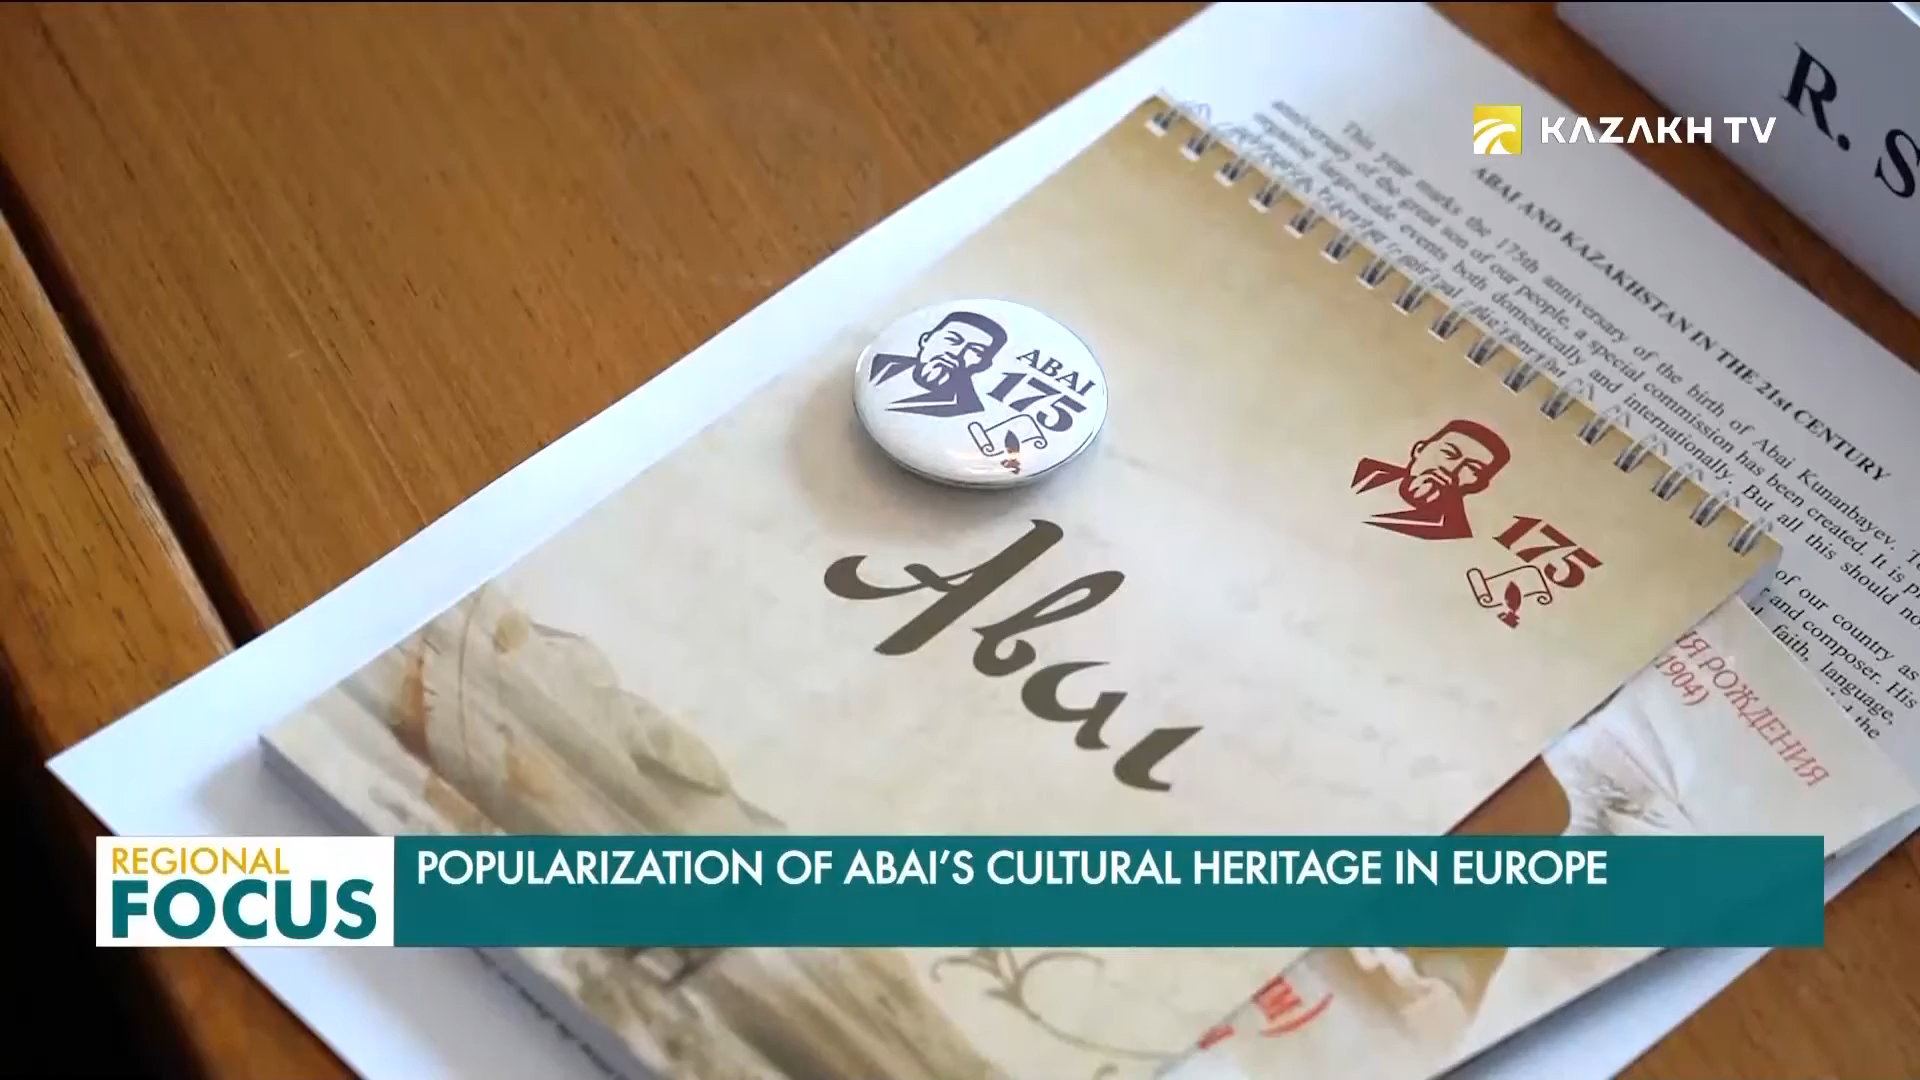 R. S
KAZAKH TV
ABAI AND KAZAKHSTAN IN THE 21st CENTURY
This year marks the 175th anniversary of the birth of Abai Kunanbayev.
anniversary of the great son of our people, a special commission has been created. It is
large-scale events both domestically and internationally. But all this should
of our country as
and composer. His
faith, language,
the
ABAI
175
175
Abai
РОЖДЕНИЯ
1904)
REGIONAL
FOCUS
POPULARIZATION OF ABAI'S CULTURAL HERITAGE IN EUROPE